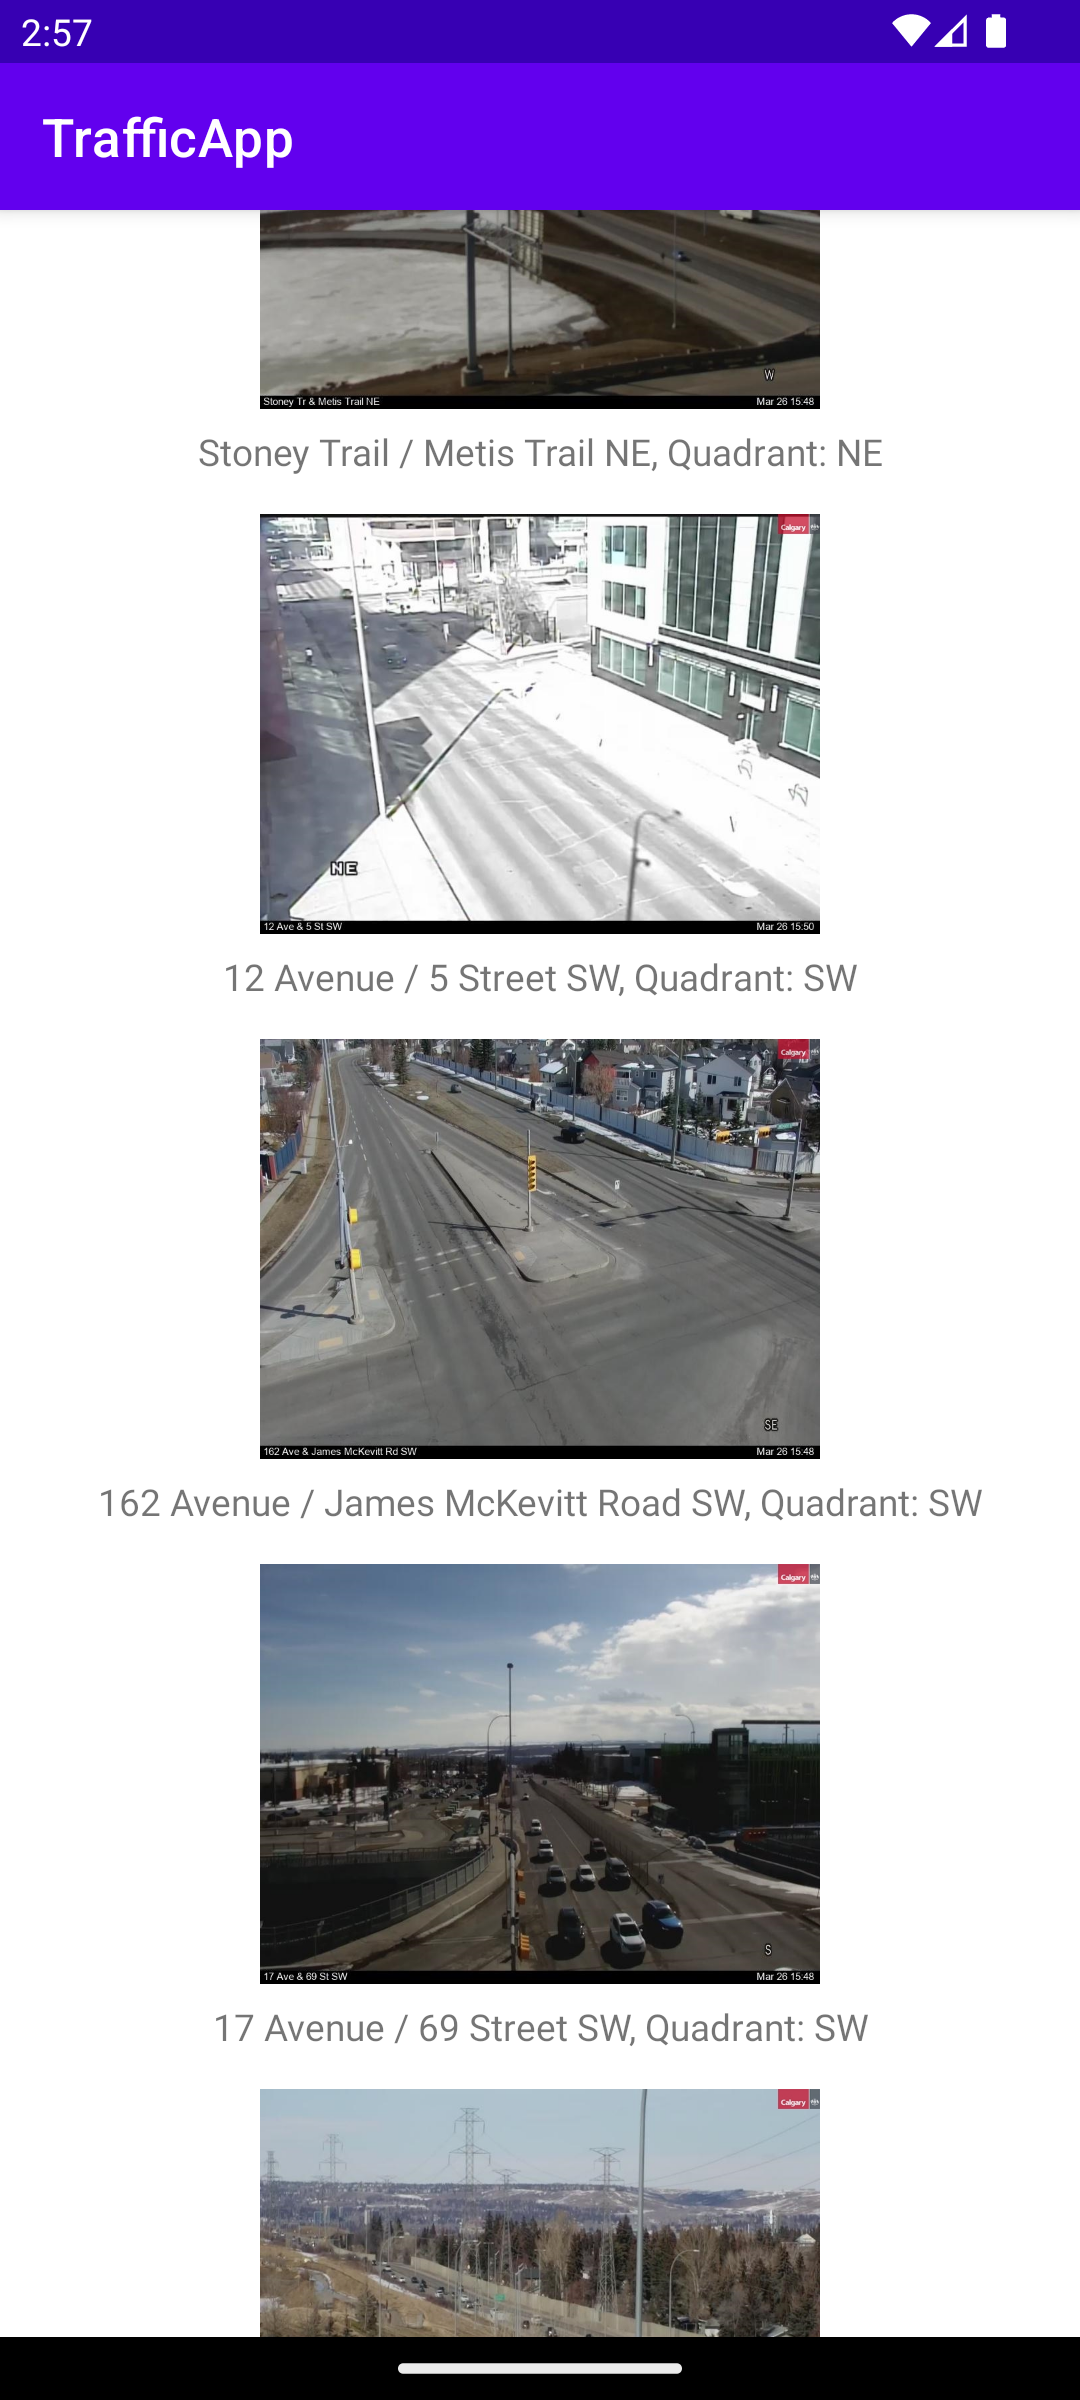 2:57
TrafficApp
W
Stoney Tr & Metis Trail NE Mar 26 15:48
Stoney Trail / Metis Trail NE, Quadrant: NE
Calgary
NE
12 Ave & 5 St SW Mar 26 15:50
12 Avenue / 5 Street SW, Quadrant: SW
Calgary
SE
162 Ave & James McKevitt Rd SW Mar 26 15:48
162 Avenue / James McKevitt Road SW, Quadrant: SW
Calgary
S
17 Ave & 69 St SW Mar 26 15:48
17 Avenue / 69 Street SW, Quadrant: SW
Calgary